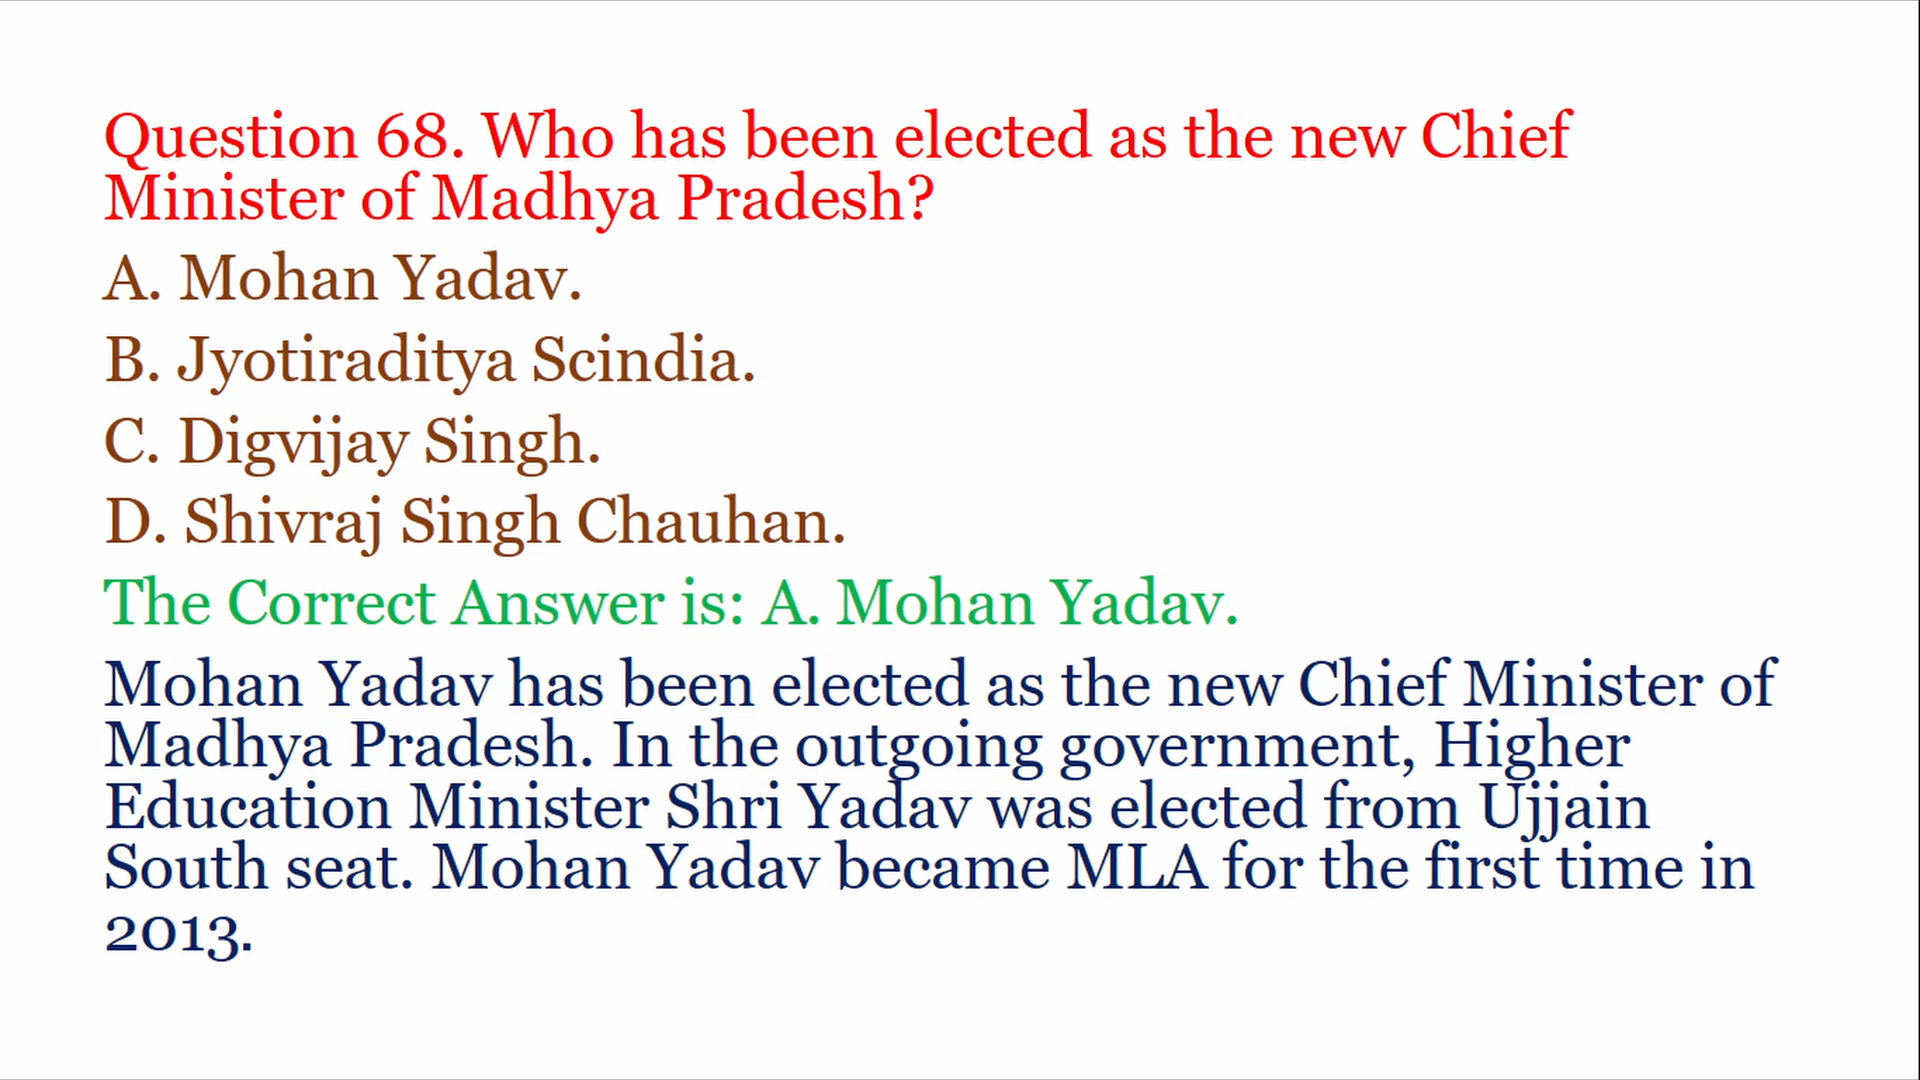 Question 68. Who has been elected as the new Chief
Minister of Madhya Pradesh?
A. Mohan Yadav.
B. Jyotiraditya Scindia.
C. Digvijay Singh.
D. Shivraj Singh Chauhan.
The Correct Answer is: A. Mohan Yadav.
Mohan Yadav has been elected as the new Chief Minister of
Madhya Pradesh. In the outgoing government, Higher
Education Minister Shri Yadav was elected from Ujjain
South seat. Mohan Yadav became MLA for the first time in
2013.